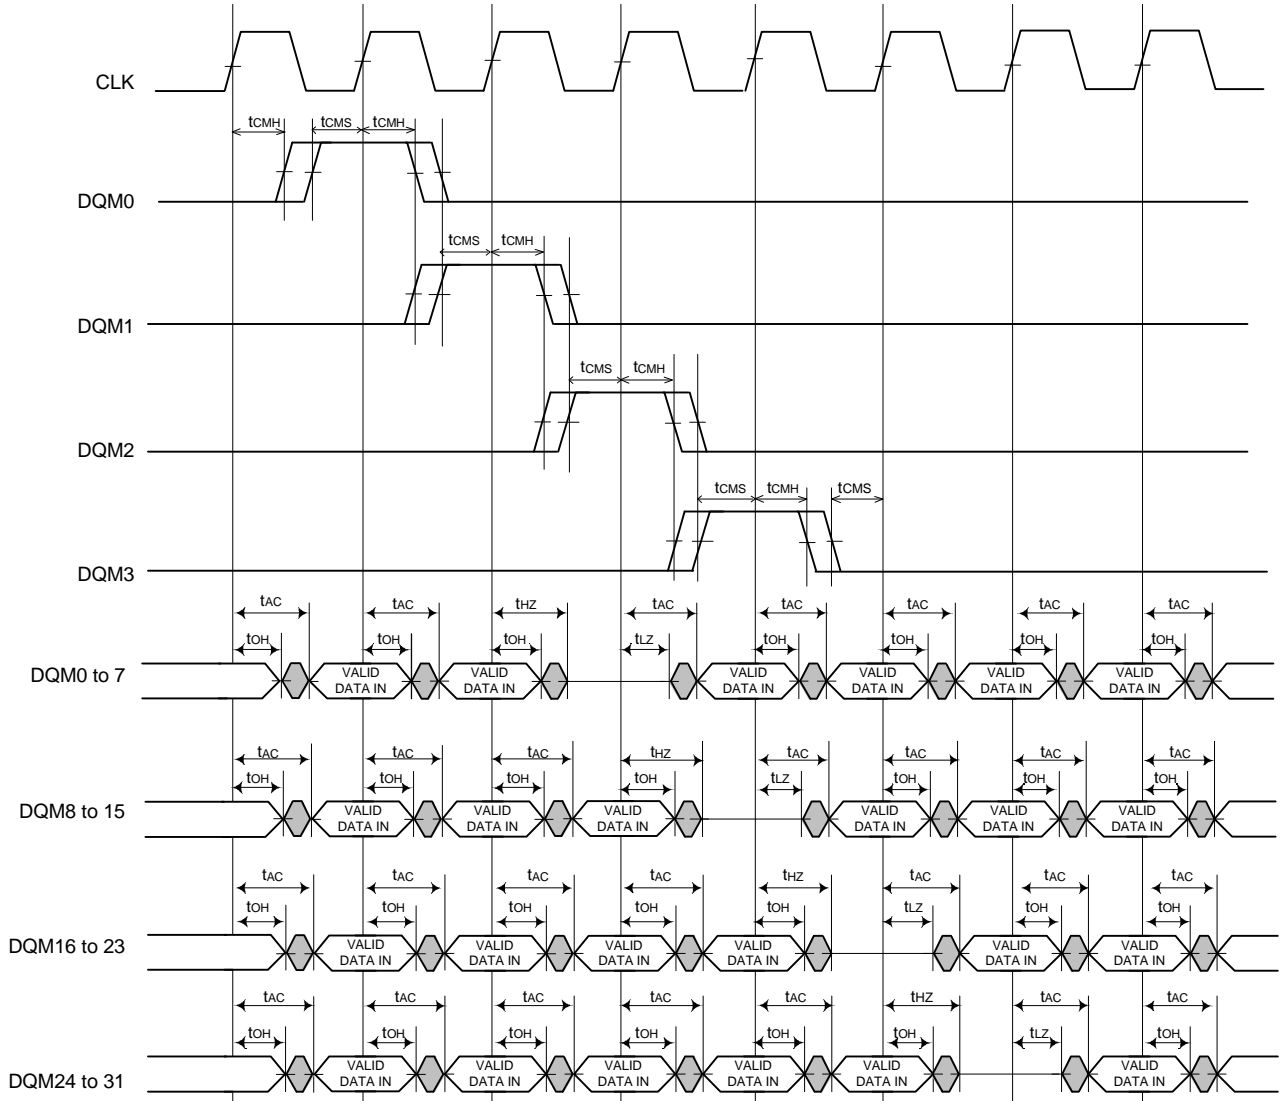 CLK
tCMH tCMS tCMH
DQM0
tCMS tCMH
DQM1
tCMS tCMH
DQM2
tCMS tCMH tCMS
DQM3
tAC tAC tHZ tAC tAC tAC tAC tAC
tOH tOH tOH tLZ tOH tOH tOH tOH
DQM0 to 7
VALID DATA IN VALID DATA IN VALID DATA IN VALID DATA IN VALID DATA IN VALID DATA IN
tAC tAC tAC tHZ tAC tAC tAC tAC
tOH tOH tOH tOH tLZ tOH tOH tOH
DQM8 to 15
VALID DATA IN VALID DATA IN VALID DATA IN VALID DATA IN VALID DATA IN VALID DATA IN
tAC tAC tAC tAC tHZ tAC tAC tAC
tOH tOH tOH tOH tOH tLZ tOH tOH
DQM16 to 23
VALID DATA IN VALID DATA IN VALID DATA IN VALID DATA IN VALID DATA IN VALID DATA IN
tAC tAC tAC tAC tAC tHZ tAC tAC
tOH tOH tOH tOH tOH tOH tLZ tOH
DQM24 to 31
VALID DATA IN VALID DATA IN VALID DATA IN VALID DATA IN VALID DATA IN VALID DATA IN